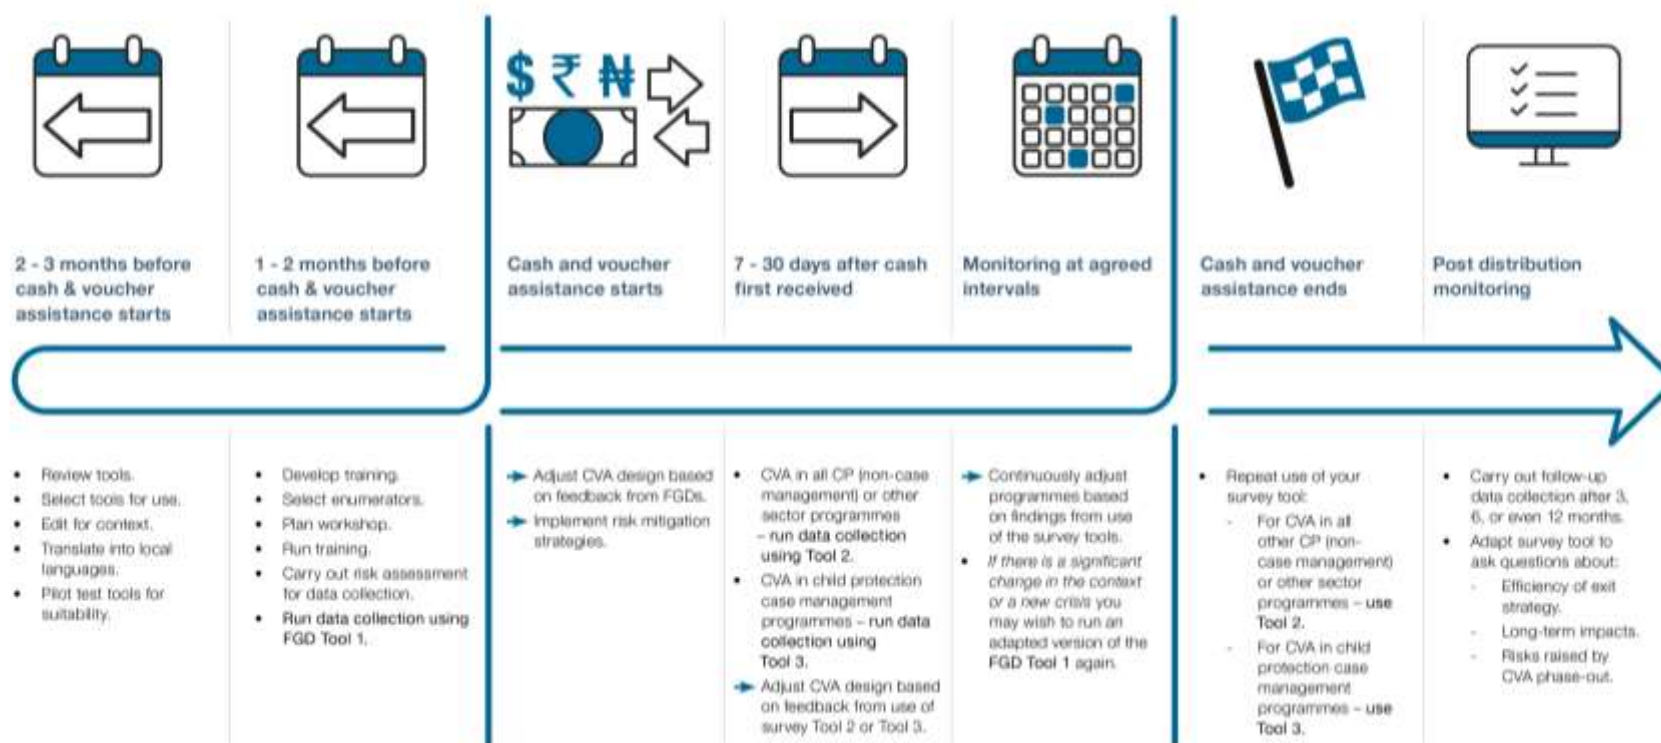 $ ₹ ₦
2 - 3 months before
cash & voucher
assistance starts
1 - 2 months before
cash & voucher
assistance starts
Cash and voucher
assistance starts
7 - 30 days after cash
first received
Monitoring at agreed
intervals
Cash and voucher
assistance ends
Post distribution
monitoring
• Review tools.
• Select tools for use.
• Edit for context.
• Translate into local
languages.
• Pilot test tools for
suitability.
• Develop training.
• Select enumerators.
• Plan workshop.
• Run training.
• Carry out risk assessment
for data collection.
• Run data collection using
FGD Tool 1.
Adjust CVA design based
on feedback from FGDs.
Implement risk mitigation
strategies.
• CVA in all CP (non-case
management) or other
sector programmes
– run data collection
using Tool 2.
• CVA in child protection
case management
programmes – run data
collection using
Tool 3.
Adjust CVA design based
on feedback from use of
survey Tool 2 or Tool 3.
Continuously adjust
programmes based
on findings from use
of the survey tools.
• If there is a significant
change in the context
or a new crisis you
may wish to run an
adapted version of the
FGD Tool 1 again.
• Repeat use of your
survey tool:
- For CVA in all
other CP (non-
case management)
or other sector
programmes – use
Tool 2.
- For CVA in child
protection case
management
programmes – use
Tool 3.
• Carry out follow-up
data collection after 3,
6, or even 12 months.
• Adapt survey tool to
ask questions about:
- Efficiency of exit
strategy.
- Long-term impacts.
- Risks raised by
CVA phase-out.